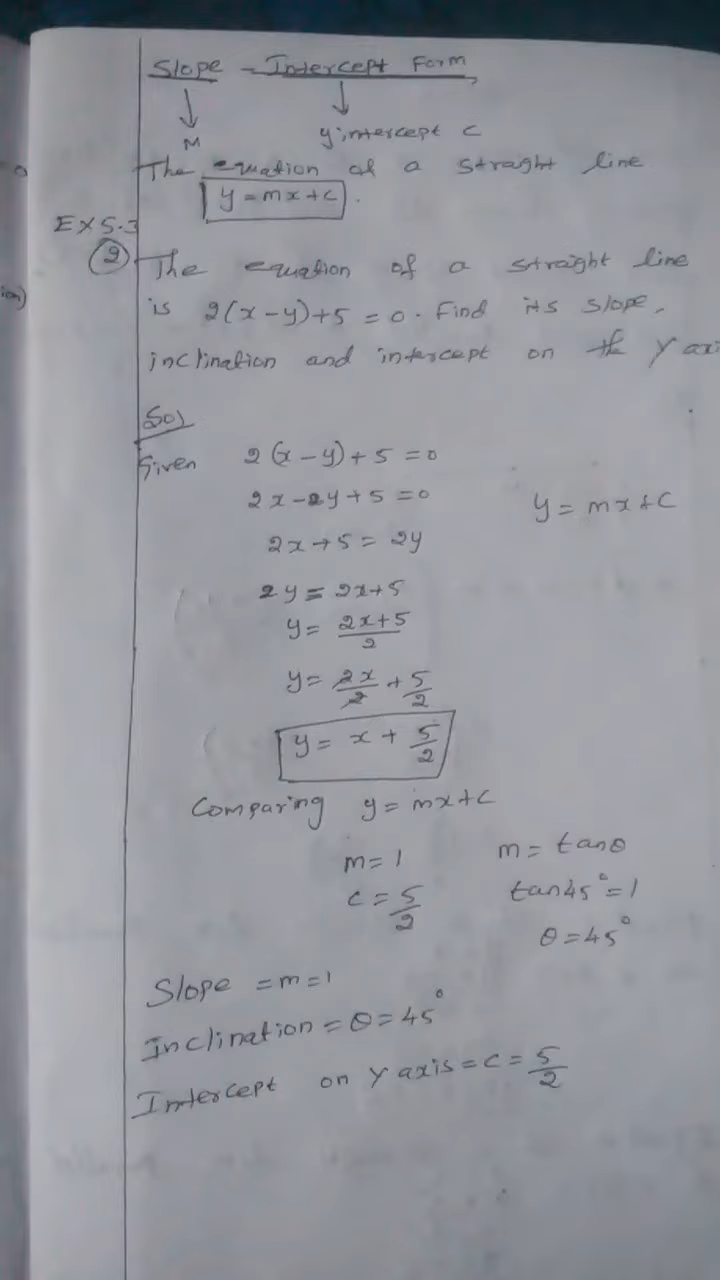 Slope - Intercept Form
↓ ↓
M y intercept c
The equation of a straight line
y = mx + c.
EX 5.3
② The equation of a straight line
is 2(x - y) + 5 = 0. Find its slope,
inclination and intercept on the Y axi
Sol
Given 2(x - y) + 5 = 0
2x - 2y + 5 = 0 y = mx + c
2x + 5 = 2y
2y = 2x + 5
y = (2x + 5)/2
y = 2x/2 + 5/2
y = x + 5/2
Comparing y = mx + c
m = 1 m = tanθ
c = 5/2 tan45° = 1
θ = 45°
Slope = m = 1
Inclination = θ = 45°
Intercept on Y axis = c = 5/2